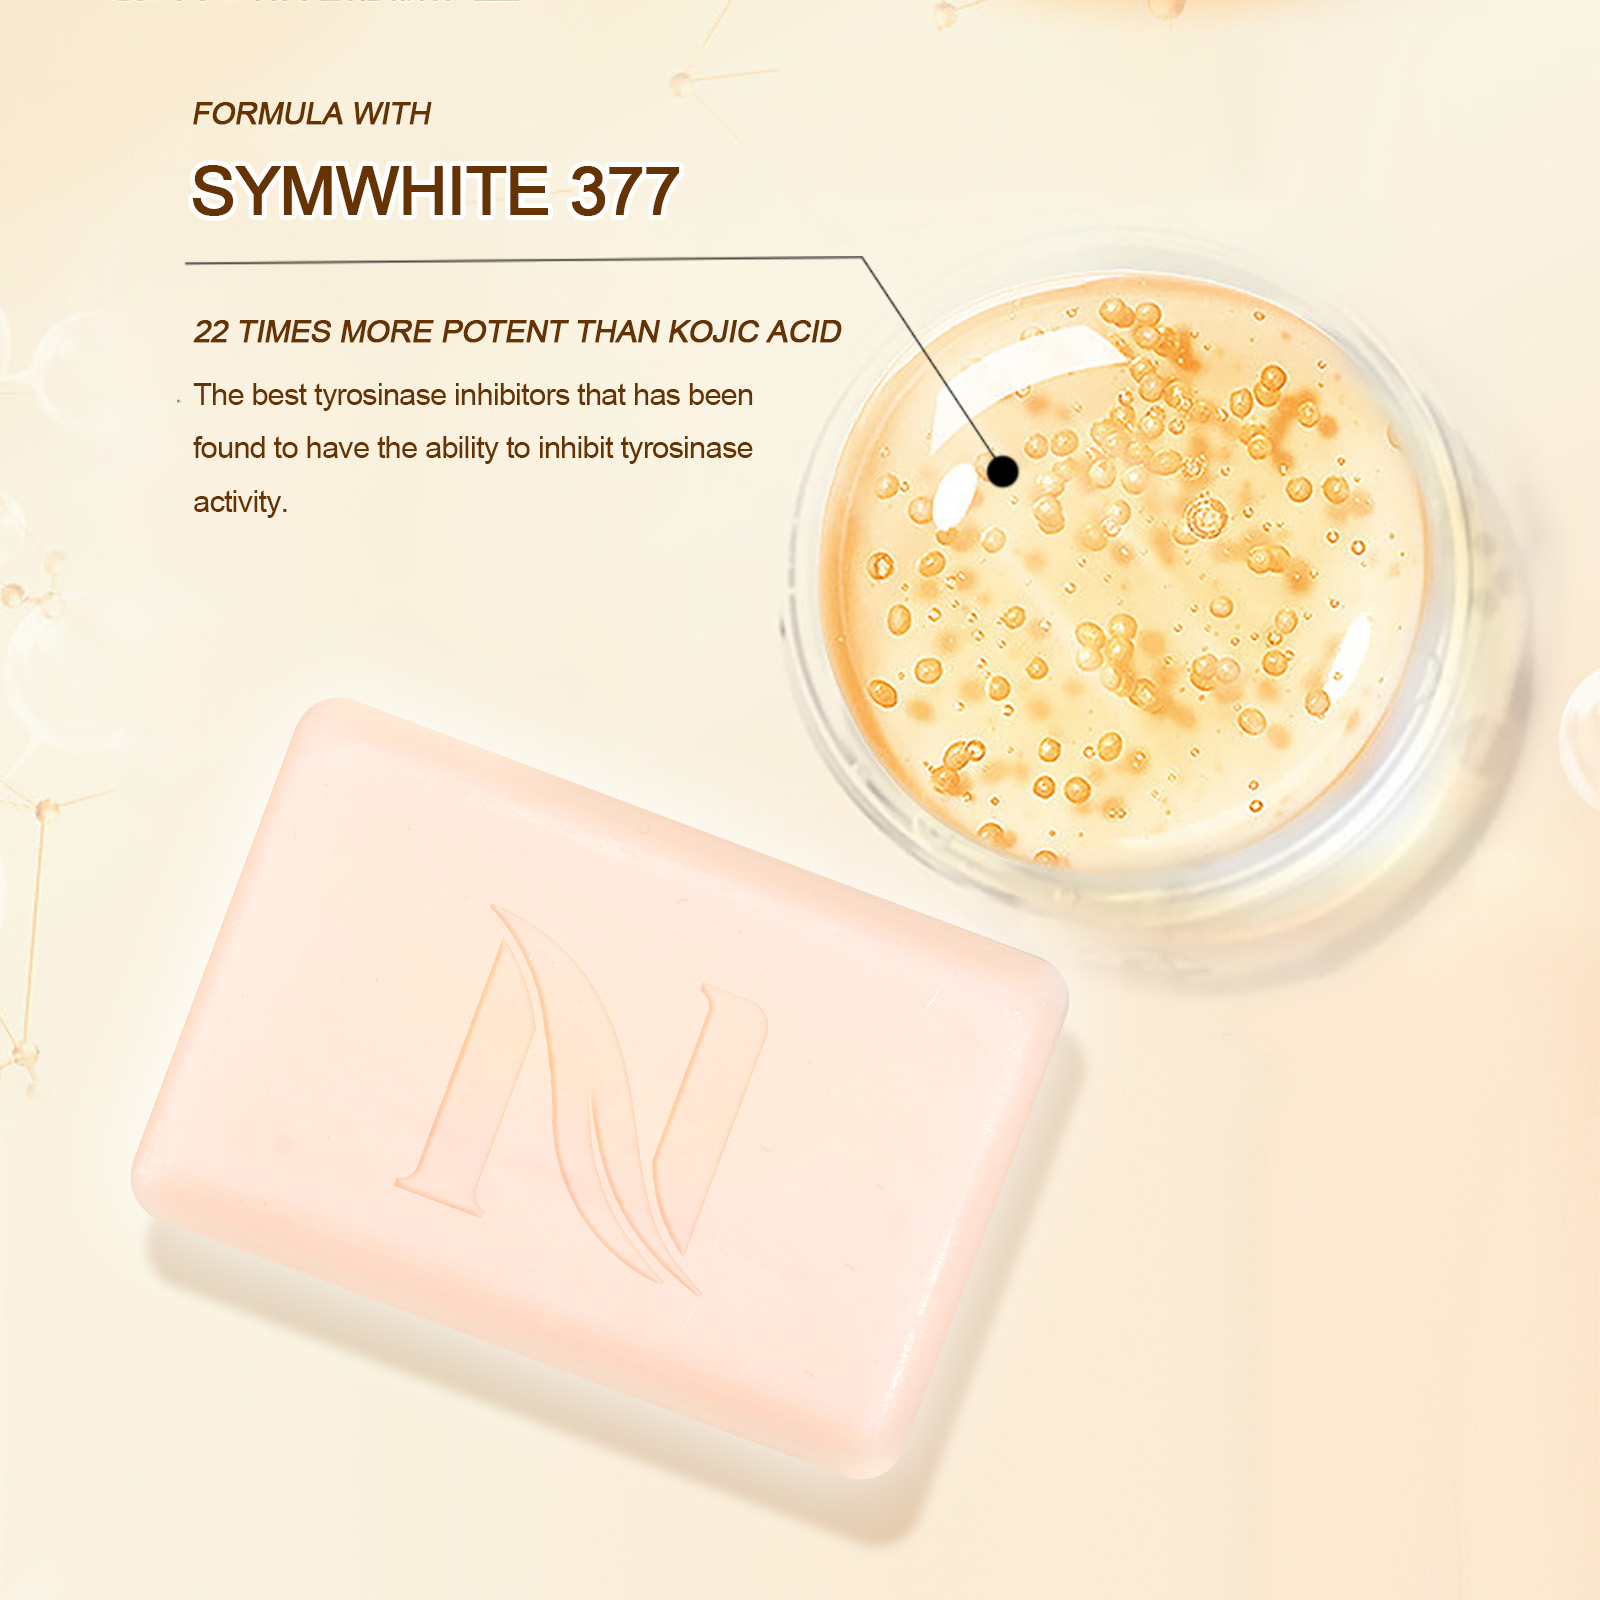 FORMULA WITH
SYMWHITE 377
22 TIMES MORE POTENT THAN KOJIC ACID
The best tyrosinase inhibitors that has been
found to have the ability to inhibit tyrosinase
activity.
N